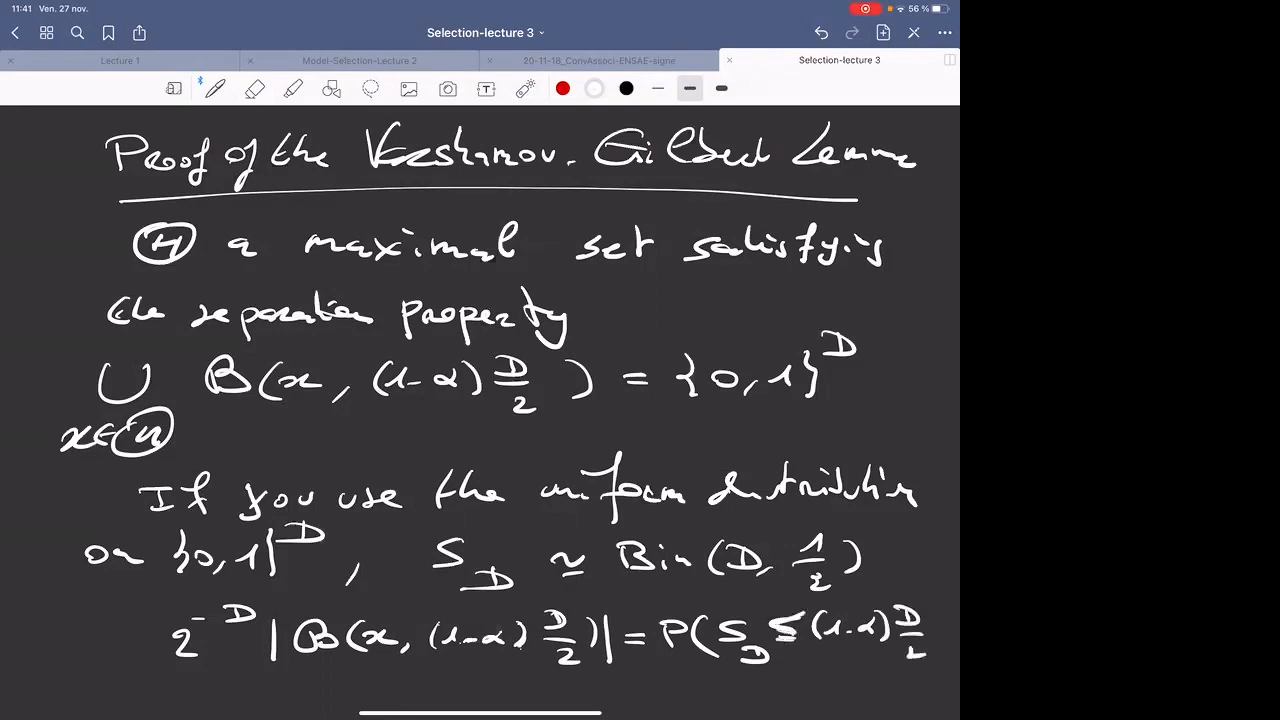 11:41 Ven. 27 nov. 56 %
Selection-lecture 3
Lecture 1 Model-Selection-Lecture 2 20-11-18_ConvAssoci-ENSAE-signe Selection-lecture 3
Proof of the Varshamov-Gilbert Lemma
Ⓗ a maximal set satisfying
the separation property
∪ B(x, (1-α) D/2) = {0,1}^D
x∈Ⓗ
If you use the uniform distribution
on {0,1}^D, S_D ~ Bin(D, 1/2)
2^-D |B(x, (1-α) D/2)| = P(S_D ≤ (1-α) D/2